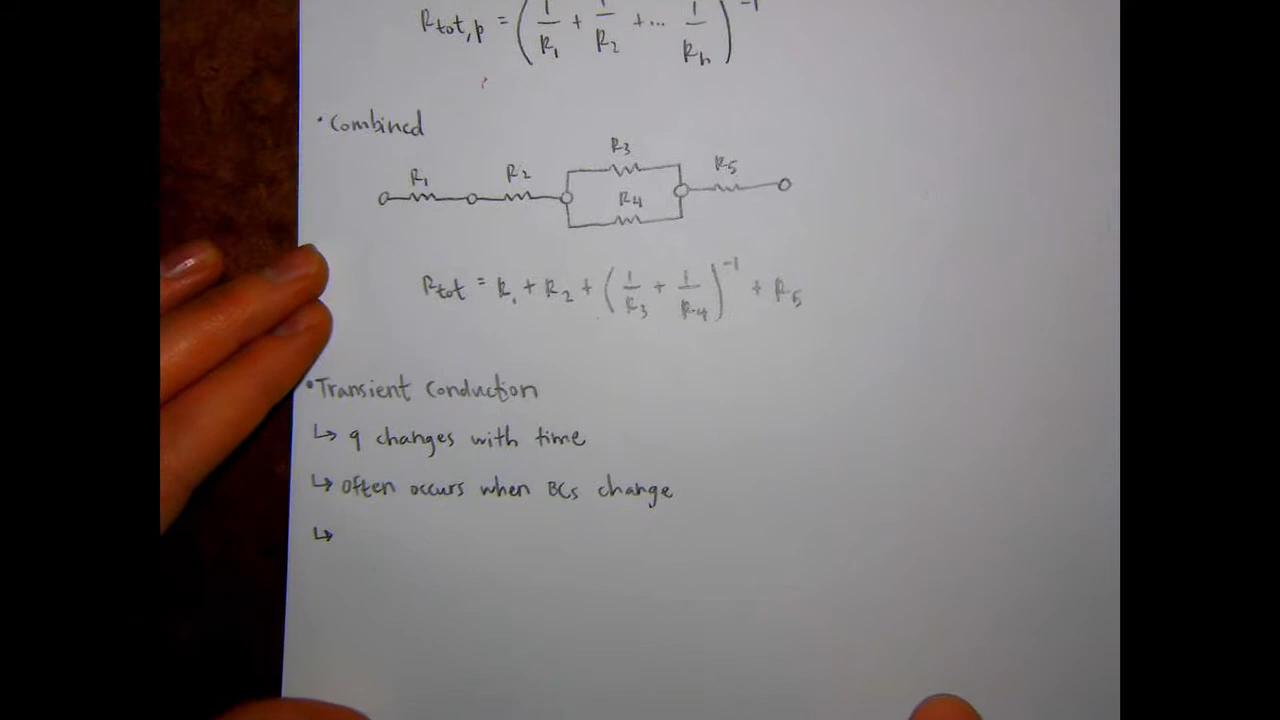 Rtot,p = (1/R1 + 1/R2 + ... 1/Rn)^-1
• Combined
R1 R2 R3 R4 R5
Rtot = R1 + R2 + (1/R3 + 1/R4)^-1 + R5
• Transient Conduction
↳ q changes with time
↳ often occurs when BCs change
↳